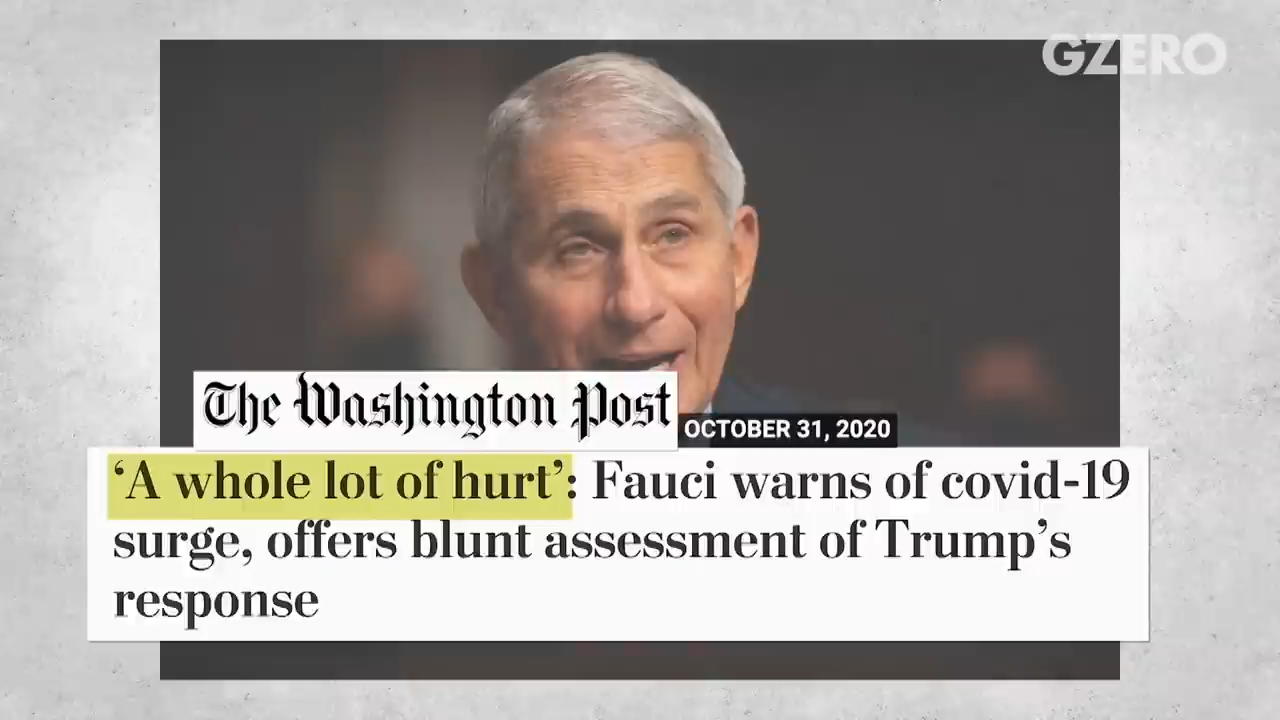 GZERO
The Washington Post
OCTOBER 31, 2020
‘A whole lot of hurt’: Fauci warns of covid-19
surge, offers blunt assessment of Trump’s
response